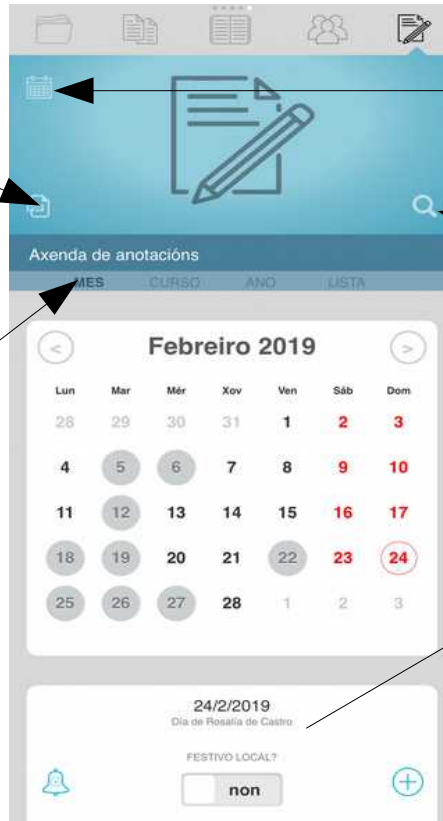 Axenda de anotacións
MES CURSO ANO LISTA
< Febreiro 2019 >
Lun Mar Mér Xov Ven Sáb Dom
28 29 30 31 1 2 3
4 5 6 7 8 9 10
11 12 13 14 15 16 17
18 19 20 21 22 23 24
25 26 27 28 1 2 3
24/2/2019
Día de Rosalía de Castro
FESTIVO LOCAL?
non